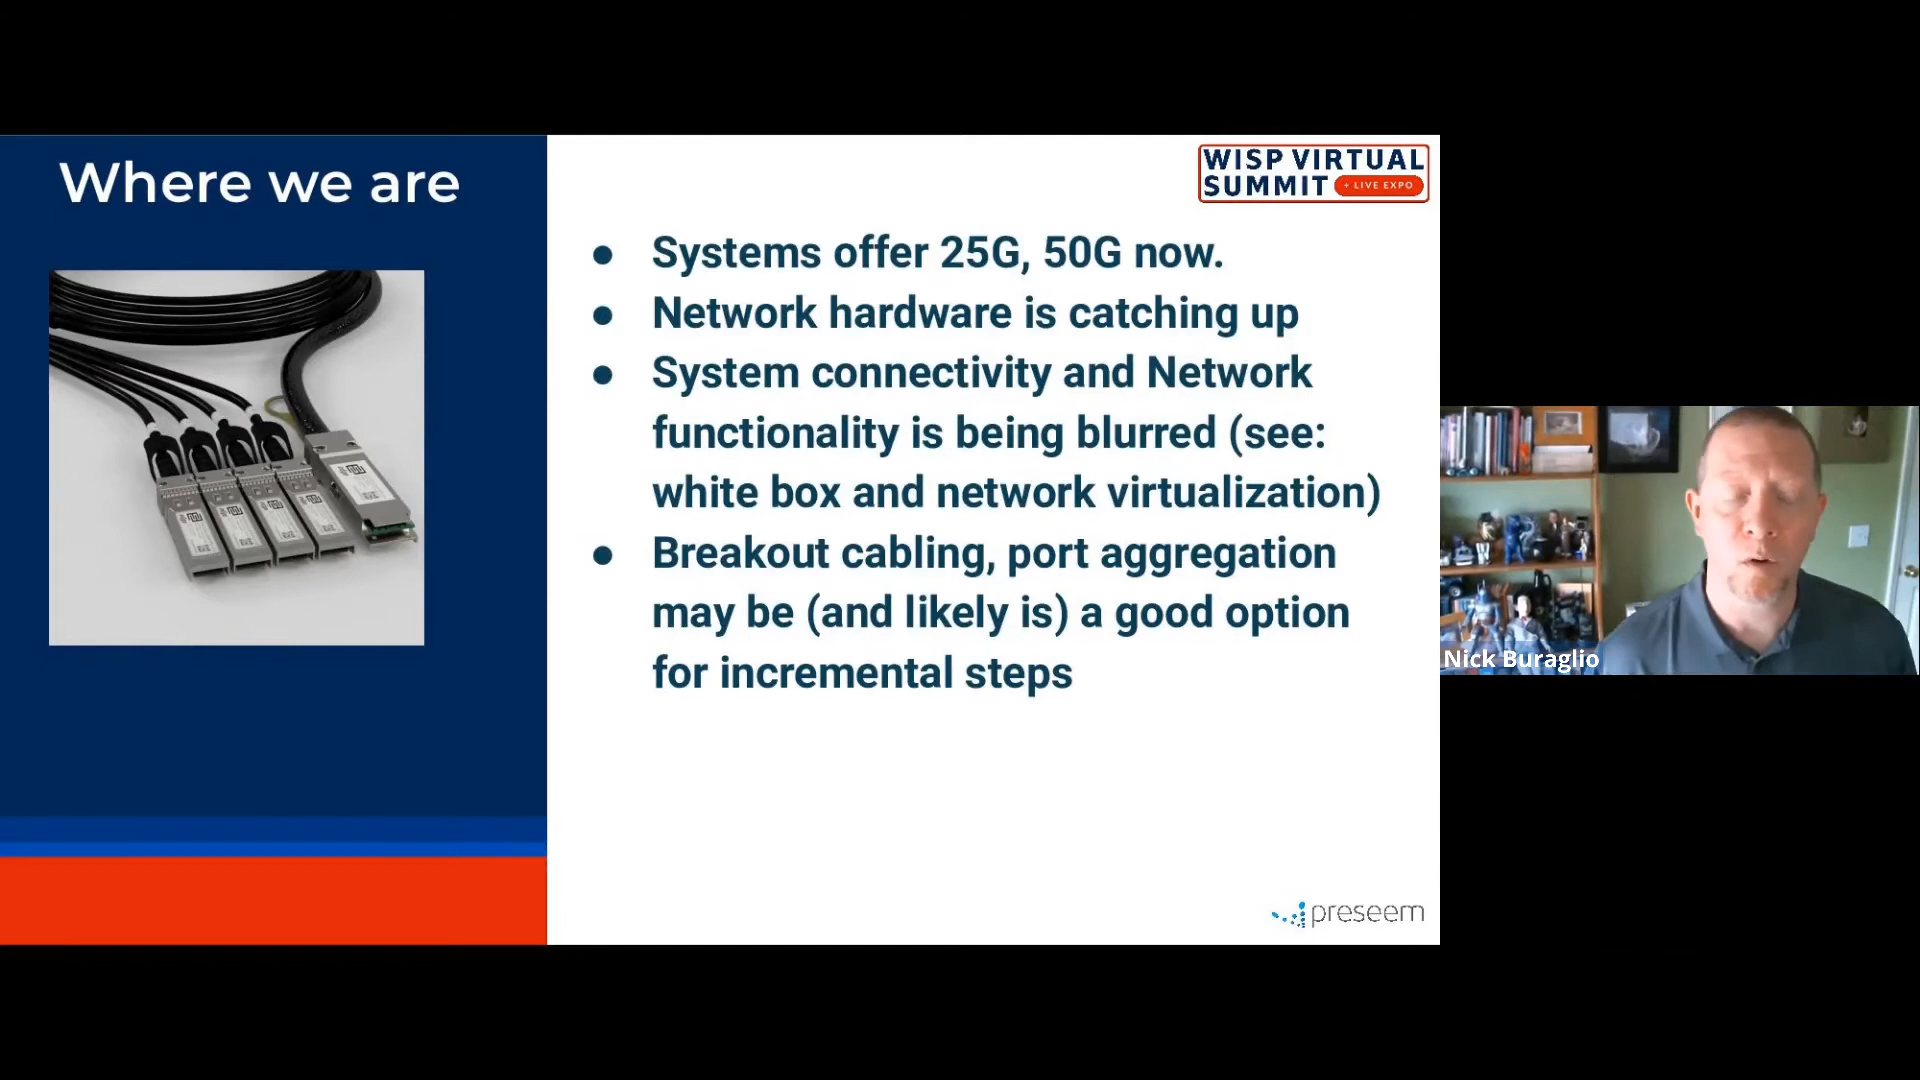 Where we are
WISP VIRTUAL
SUMMIT + LIVE EXPO
● Systems offer 25G, 50G now.
● Network hardware is catching up
● System connectivity and Network
functionality is being blurred (see:
white box and network virtualization)
● Breakout cabling, port aggregation
may be (and likely is) a good option
for incremental steps
Nick Buraglio
preseem